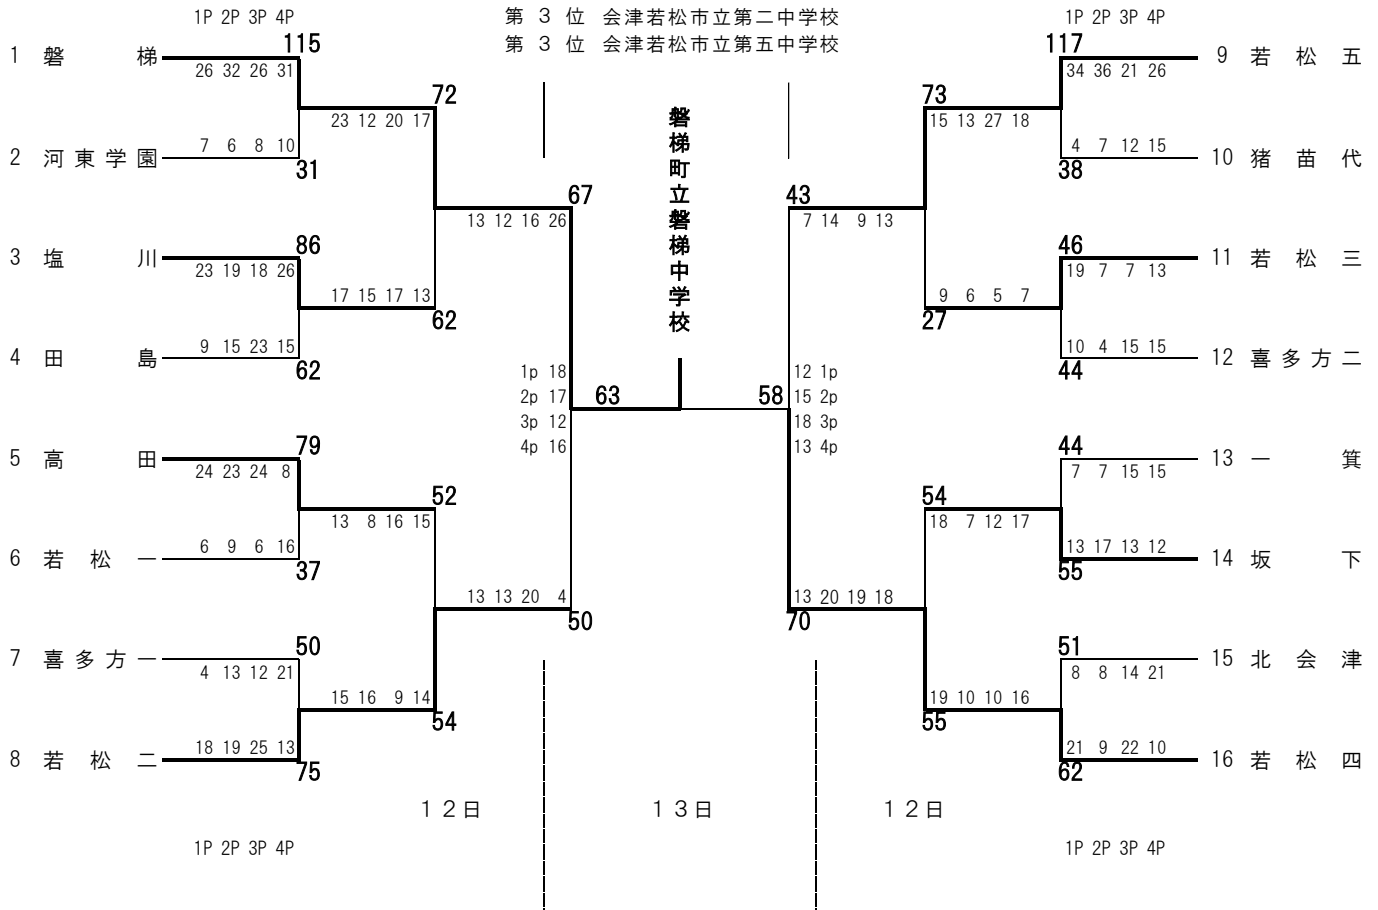 第 3 位 会津若松市立第二中学校
第 3 位 会津若松市立第五中学校
磐梯町立磐梯中学校
1P 2P 3P 4P
115
1 磐梯
26 32 26 31
72
23 12 20 17
7 6 8 10
2 河東学園
31
67
13 12 16 26
86
3 塩川
23 19 18 26
17 15 17 13
62
9 15 23 15
4 田島
62
1p 18
2p 17
3p 12
4p 16
63
79
5 高田
24 23 24 8
52
13 8 16 15
6 9 6 16
6 若松一
37
13 13 20 4
50
50
7 喜多方一
4 13 12 21
15 16 9 14
54
18 19 25 13
8 若松二
75
1P 2P 3P 4P
1P 2P 3P 4P
117
9 若松五
34 36 21 26
73
15 13 27 18
4 7 12 15
10 猪苗代
38
43
7 14 9 13
46
11 若松三
19 7 7 13
9 6 5 7
27
10 4 15 15
12 喜多方二
44
12 1p
15 2p
18 3p
13 4p
58
44
13 一箕
7 7 15 15
54
18 7 12 17
13 17 13 12
14 坂下
55
13 20 19 18
70
51
15 北会津
8 8 14 21
19 10 10 16
55
21 9 22 10
16 若松四
62
12日
13日
12日
1P 2P 3P 4P